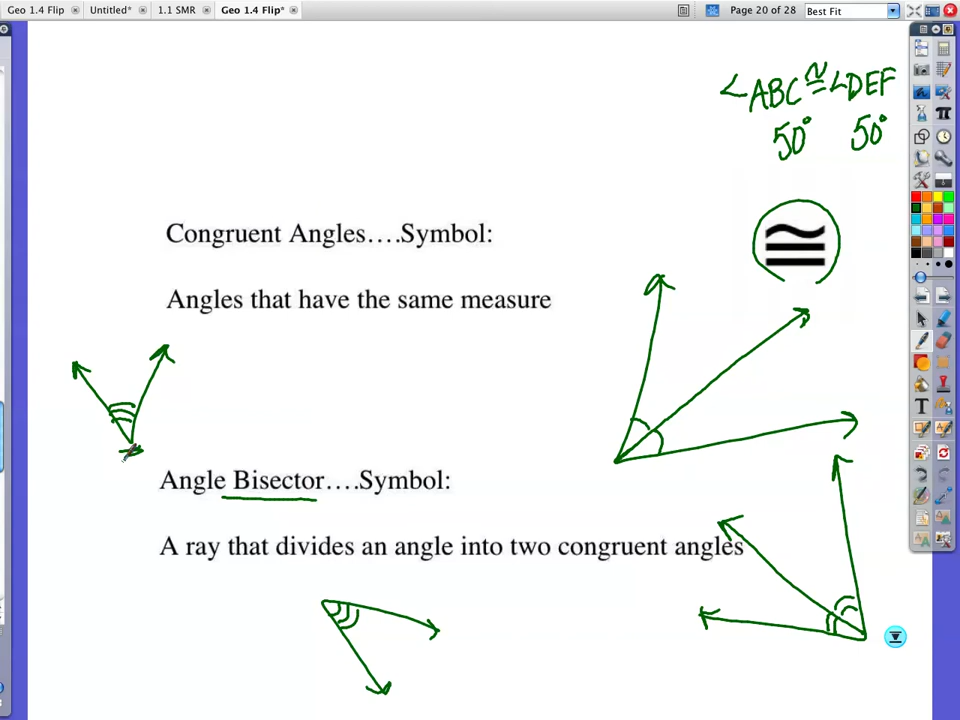 Geo 1.4 Flip Untitled* 1.1 SMR Geo 1.4 Flip* Page 20 of 28 Best Fit
∠ABC ≅ ∠DEF
50° 50°
Congruent Angles....Symbol:
≅
Angles that have the same measure
Angle Bisector....Symbol:
A ray that divides an angle into two congruent angles
T